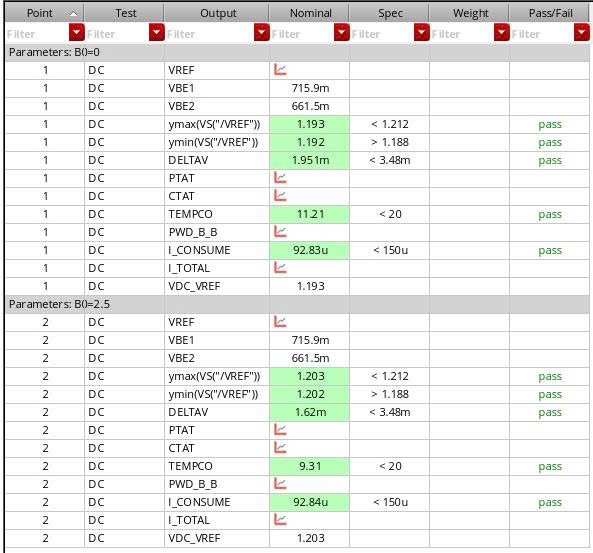 Point Test Output Nominal Spec Weight Pass/Fail
Filter Filter Filter Filter Filter Filter Filter
Parameters: B0=0
1 DC VREF
1 DC VBE1 715.9m
1 DC VBE2 661.5m
1 DC ymax(VS("/VREF")) 1.193 < 1.212 pass
1 DC ymin(VS("/VREF")) 1.192 > 1.188 pass
1 DC DELTAV 1.951m < 3.48m pass
1 DC PTAT
1 DC CTAT
1 DC TEMPCO 11.21 < 20 pass
1 DC PWD_B_B
1 DC I_CONSUME 92.83u < 150u pass
1 DC I_TOTAL
1 DC VDC_VREF 1.193
Parameters: B0=2.5
2 DC VREF
2 DC VBE1 715.9m
2 DC VBE2 661.5m
2 DC ymax(VS("/VREF")) 1.203 < 1.212 pass
2 DC ymin(VS("/VREF")) 1.202 > 1.188 pass
2 DC DELTAV 1.62m < 3.48m pass
2 DC PTAT
2 DC CTAT
2 DC TEMPCO 9.31 < 20 pass
2 DC PWD_B_B
2 DC I_CONSUME 92.84u < 150u pass
2 DC I_TOTAL
2 DC VDC_VREF 1.203